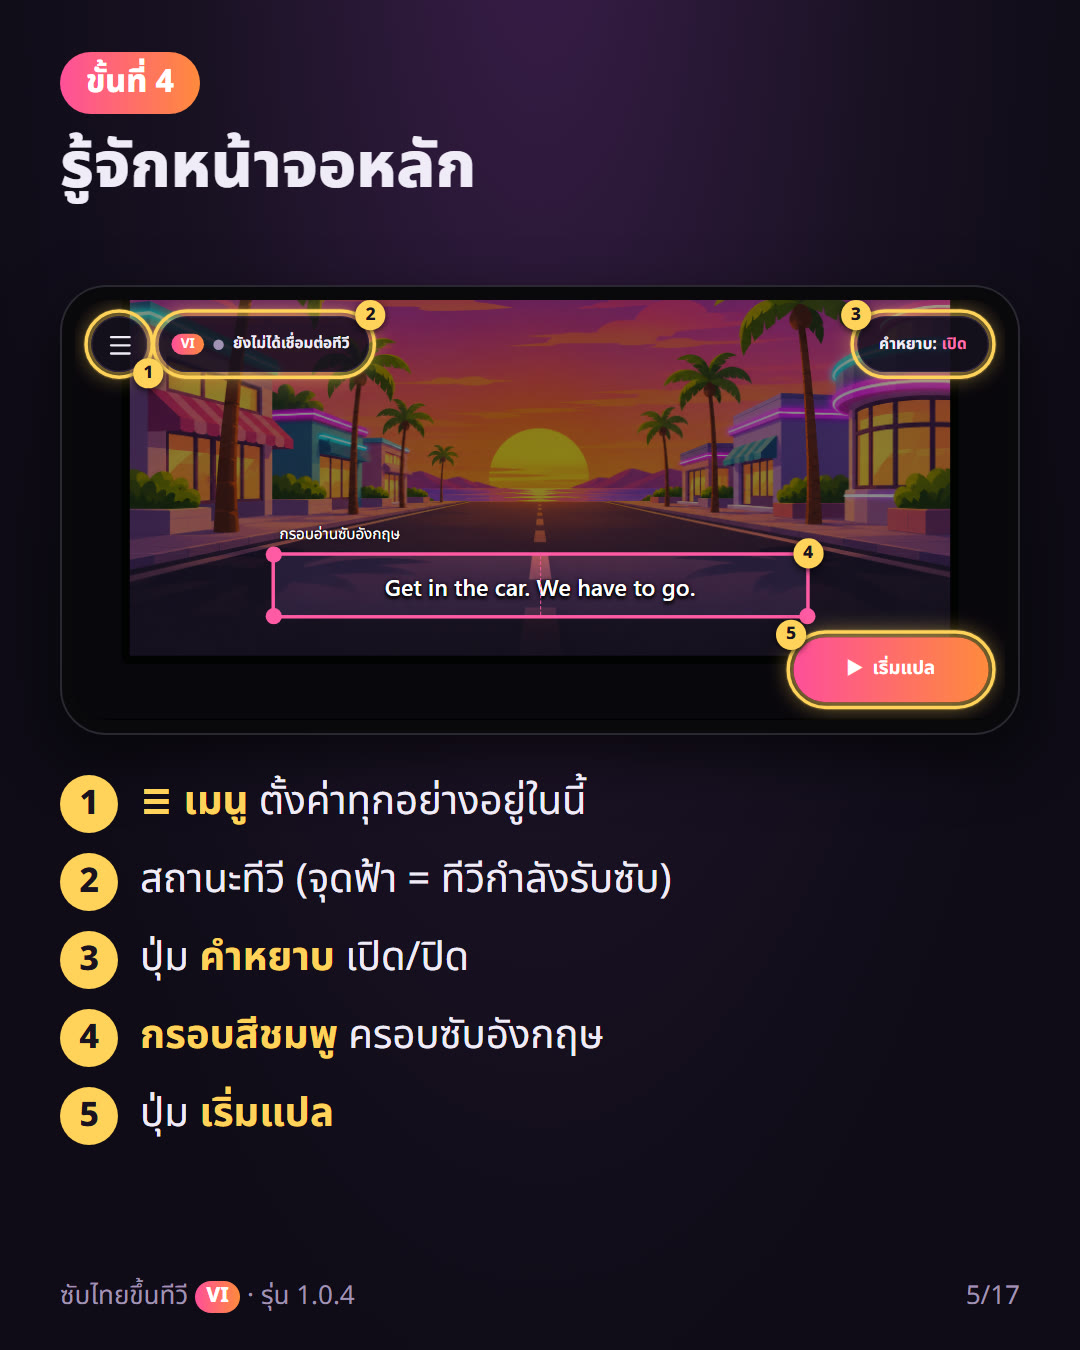 ขั้นที่ 4
รู้จักหน้าจอหลัก
2
3
VI ยังไม่ได้เชื่อมต่อทีวี
คำหยาบ: เปิด
1
กรอบอ่านซับอังกฤษ
4
Get in the car. We have to go.
5
▶ เริ่มแปล
1 ☰ เมนู ตั้งค่าทุกอย่างอยู่ในนี้
2 สถานะทีวี (จุดฟ้า = ทีวีกำลังรับซับ)
3 ปุ่ม คำหยาบ เปิด/ปิด
4 กรอบสีชมพู ครอบซับอังกฤษ
5 ปุ่ม เริ่มแปล
ซับไทยขึ้นทีวี VI · รุ่น 1.0.4
5/17